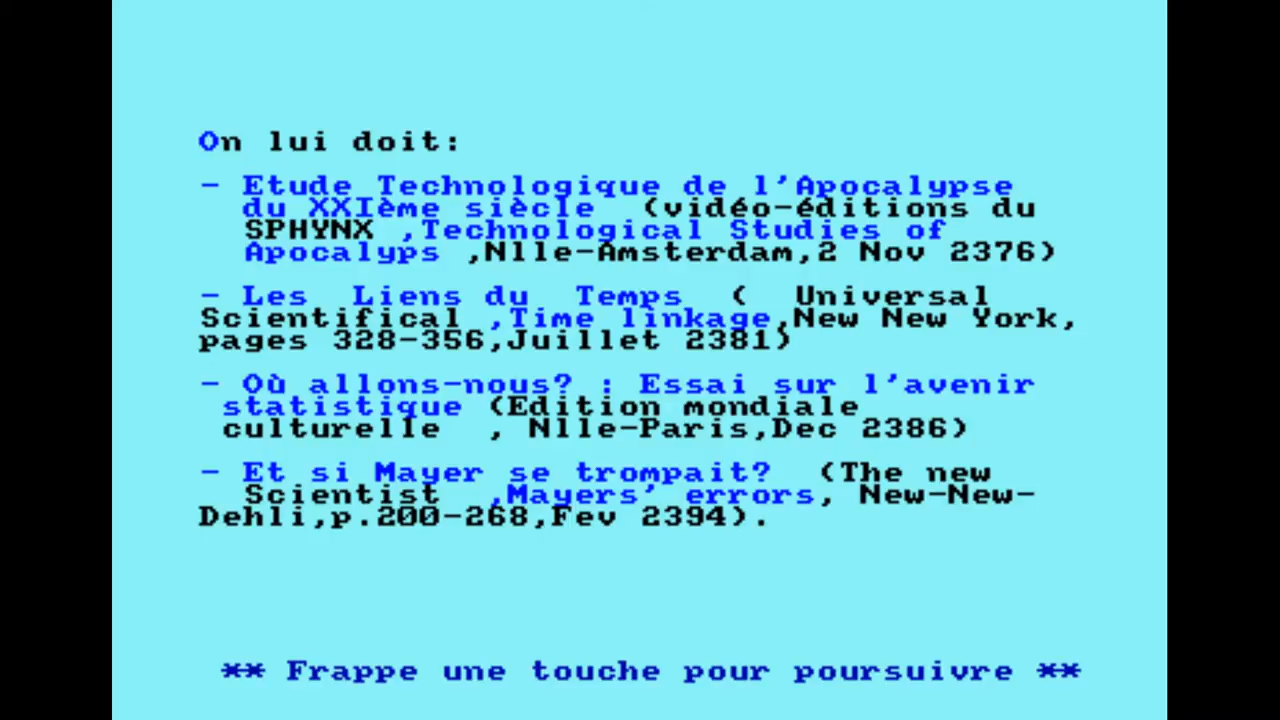 On lui doit:
- Etude Technologique de l'Apocalypse
du XXIème siècle (vidéo-éditions du
SPHYNX ,Technological Studies of
Apocalyps ,Nlle-Amsterdam,2 Nov 2376)
- Les Liens du Temps ( Universal
Scientifical ,Time linkage,New New York,
pages 328-356,Juillet 2381)
- Où allons-nous? : Essai sur l'avenir
statistique (Edition mondiale
culturelle , Nlle-Paris,Dec 2386)
- Et si Mayer se trompait? (The new
Scientist ,Mayers' errors, New-New-
Dehli,p.200-268,Fev 2394).
** Frappe une touche pour poursuivre **